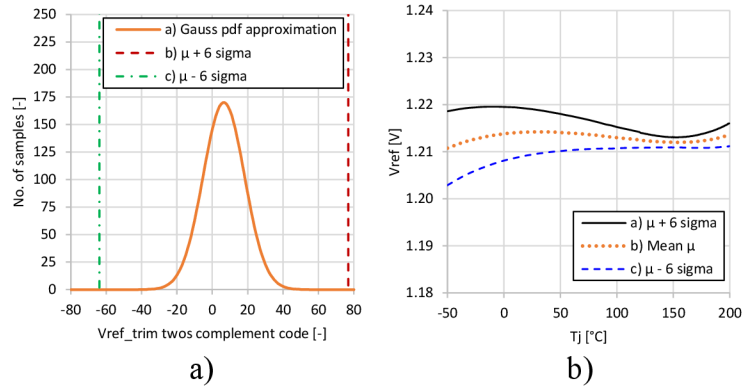 a) Gauss pdf approximation
b) μ + 6 sigma
c) μ - 6 sigma
No. of samples [-]
250
225
200
175
150
125
100
75
50
25
0
-80 -60 -40 -20 0 20 40 60 80
Vref_trim twos complement code [-]
a)
Vref [V]
1.24
1.23
1.22
1.21
1.20
1.19
1.18
a) μ + 6 sigma
b) Mean μ
c) μ - 6 sigma
-50 0 50 100 150 200
Tj [°C]
b)